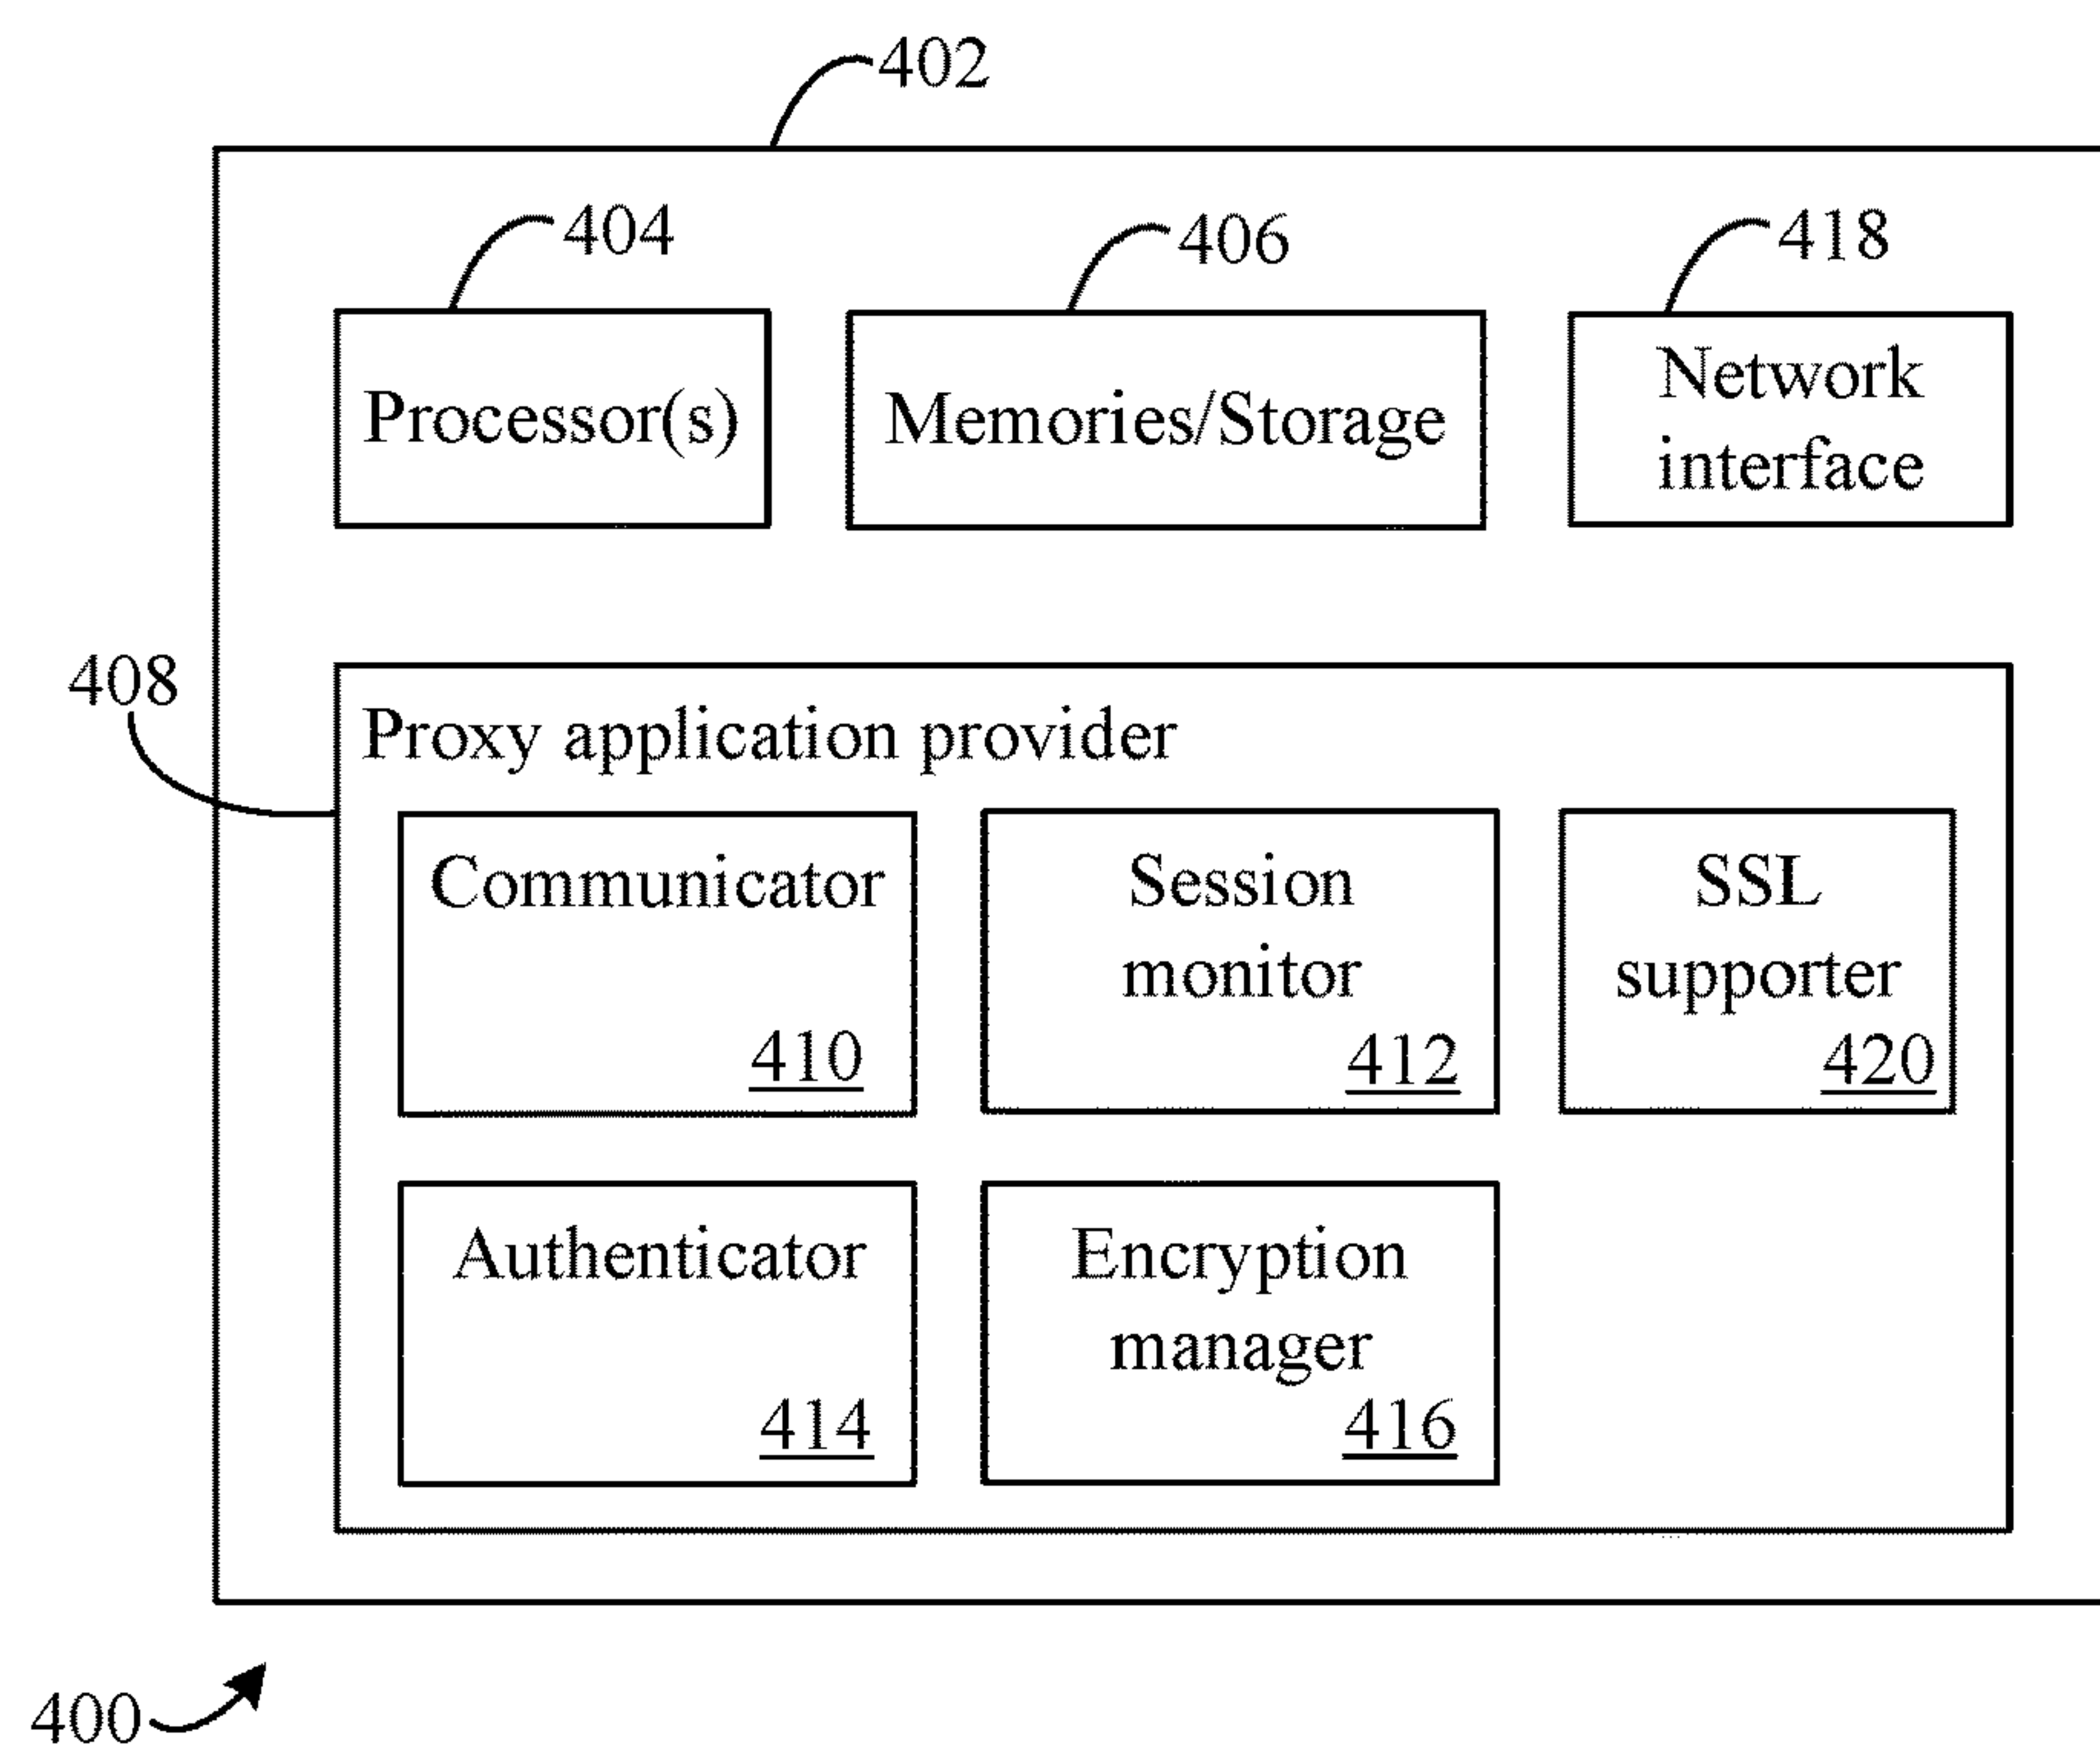 402
404
406
418
Processor(s)
Memories/Storage
Network
interface
408
Proxy application provider
Communicator
410
Session
monitor
412
SSL
supporter
420
Authenticator
414
Encryption
manager
416
400